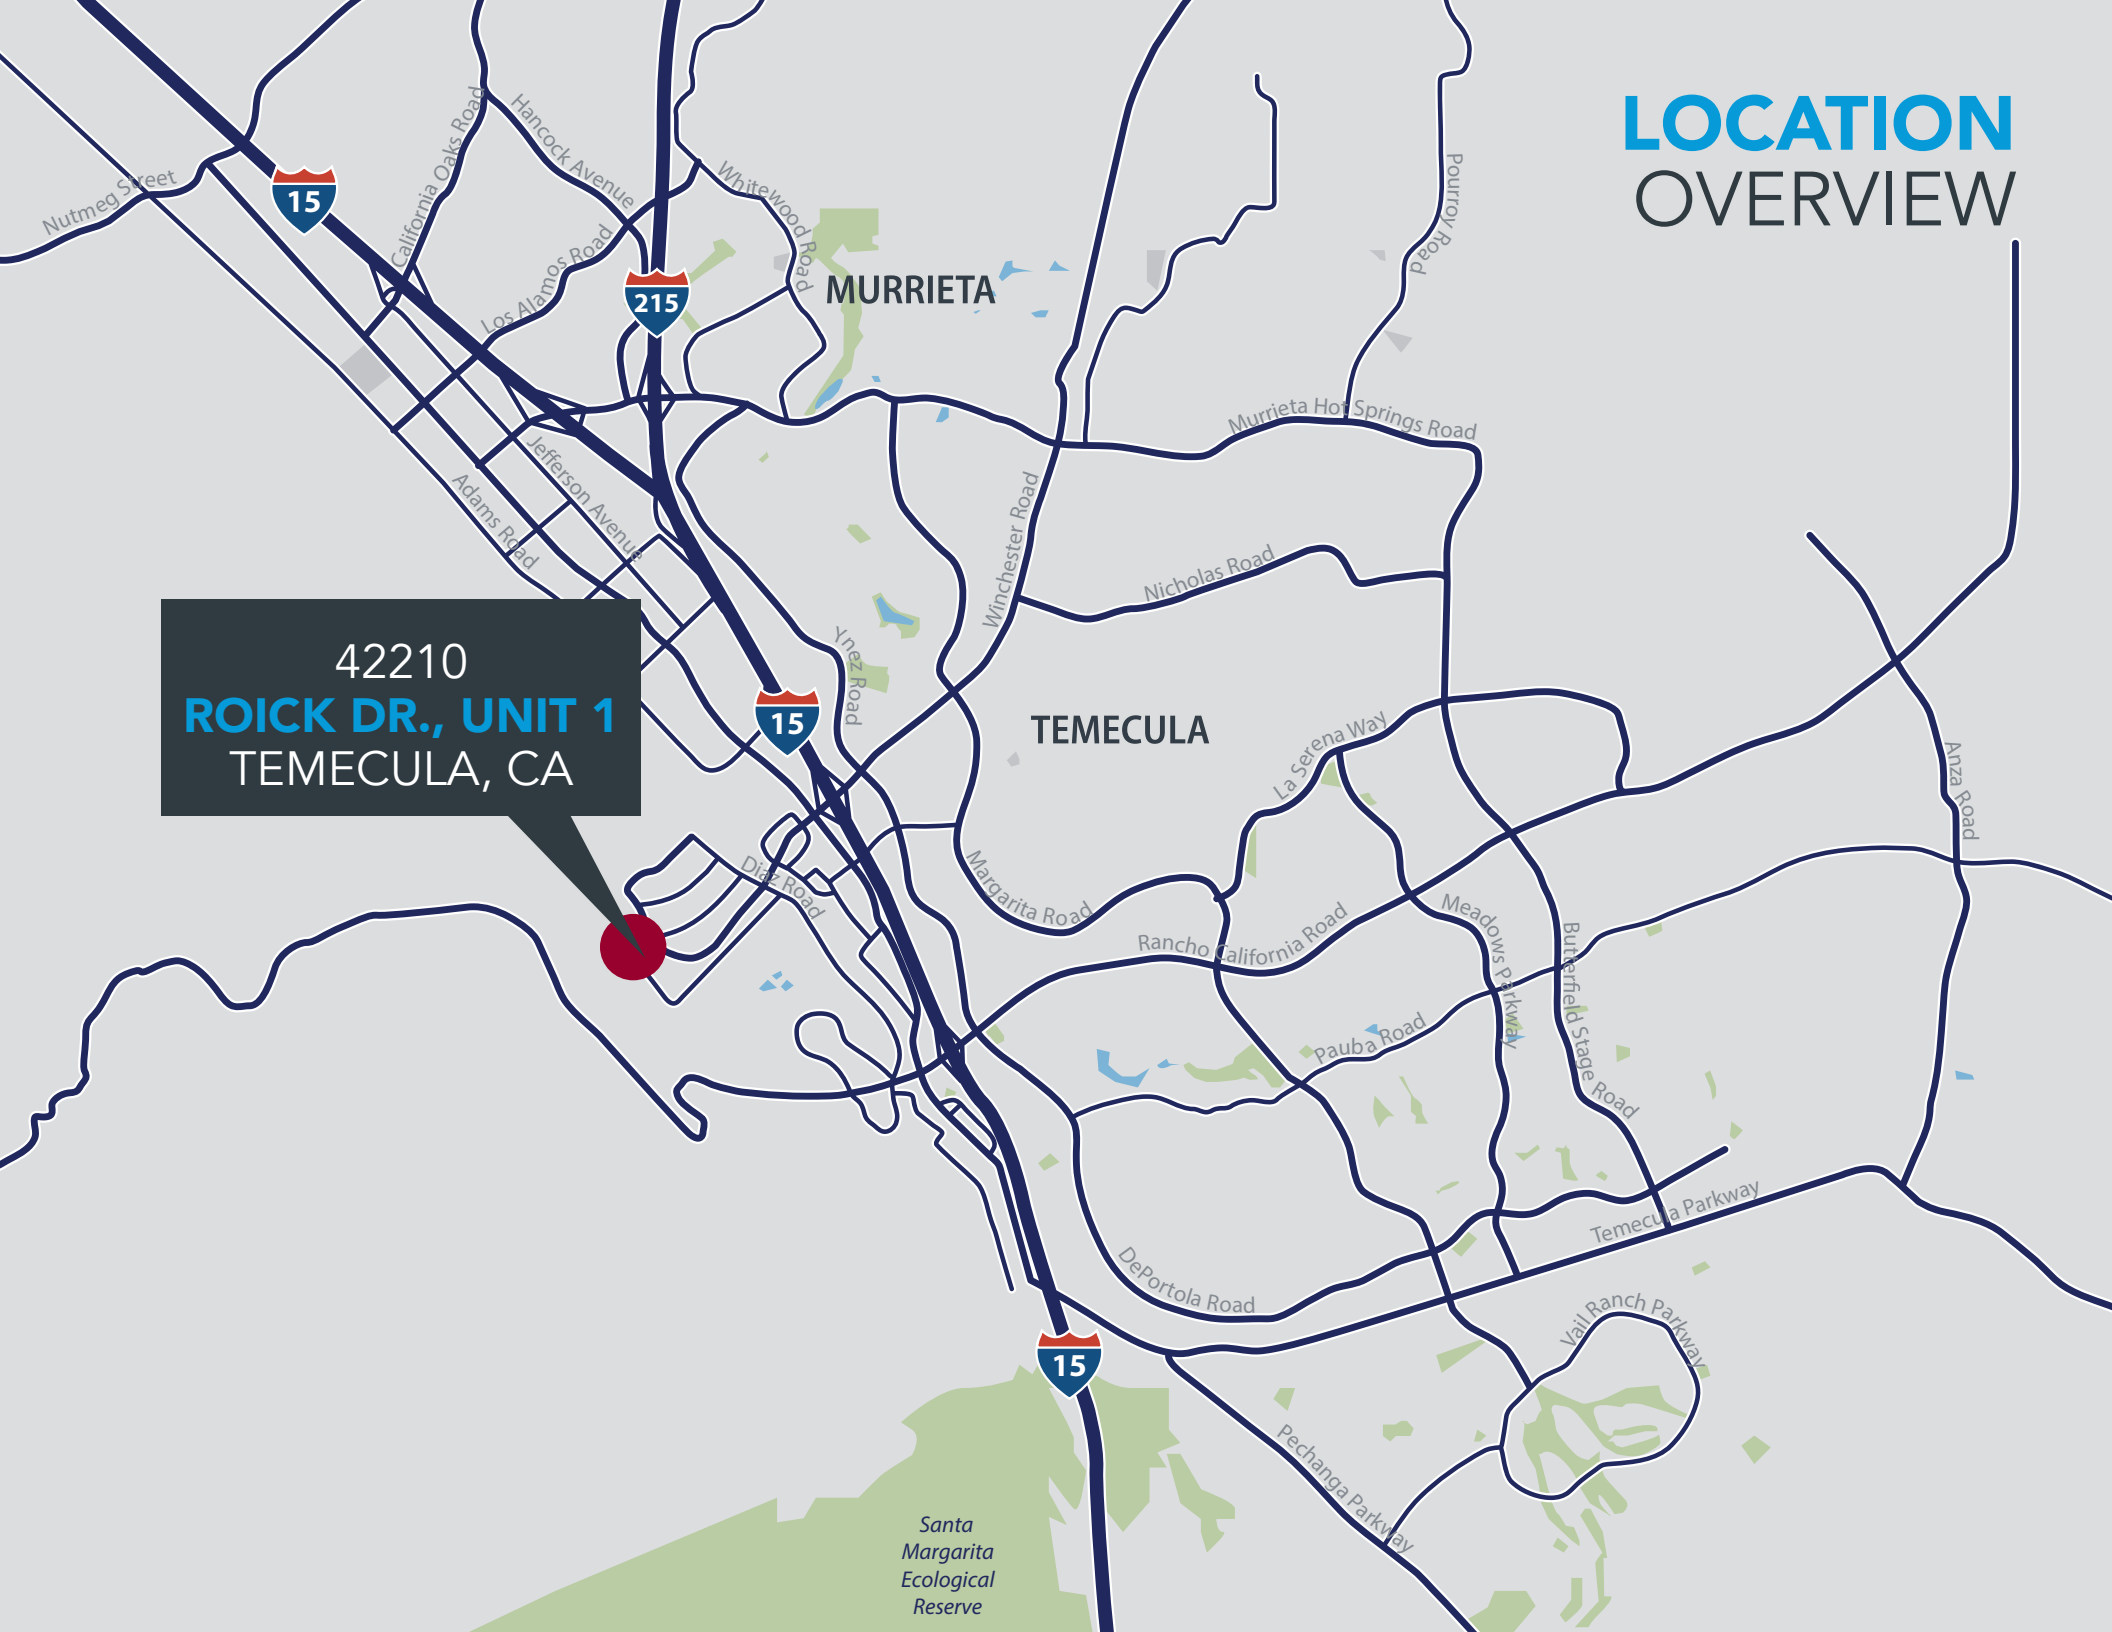 LOCATION
OVERVIEW
Nutmeg Street
15
California Oaks Road
Hancock Avenue
Los Alamos Road
215
Whitewood Road
MURRIETA
Pourroy Road
Murrieta Hot Springs Road
Jefferson Avenue
Adams Road
Winchester Road
Nicholas Road
42210
ROICK DR., UNIT 1
TEMECULA, CA
Ynez Road
15
TEMECULA
La Serena Way
Anza Road
Diaz Road
Margarita Road
Rancho California Road
Meadows Parkway
Butterfield Stage Road
Pauba Road
Temecula Parkway
DePortola Road
Vail Ranch Parkway
15
Pechanga Parkway
Santa
Margarita
Ecological
Reserve